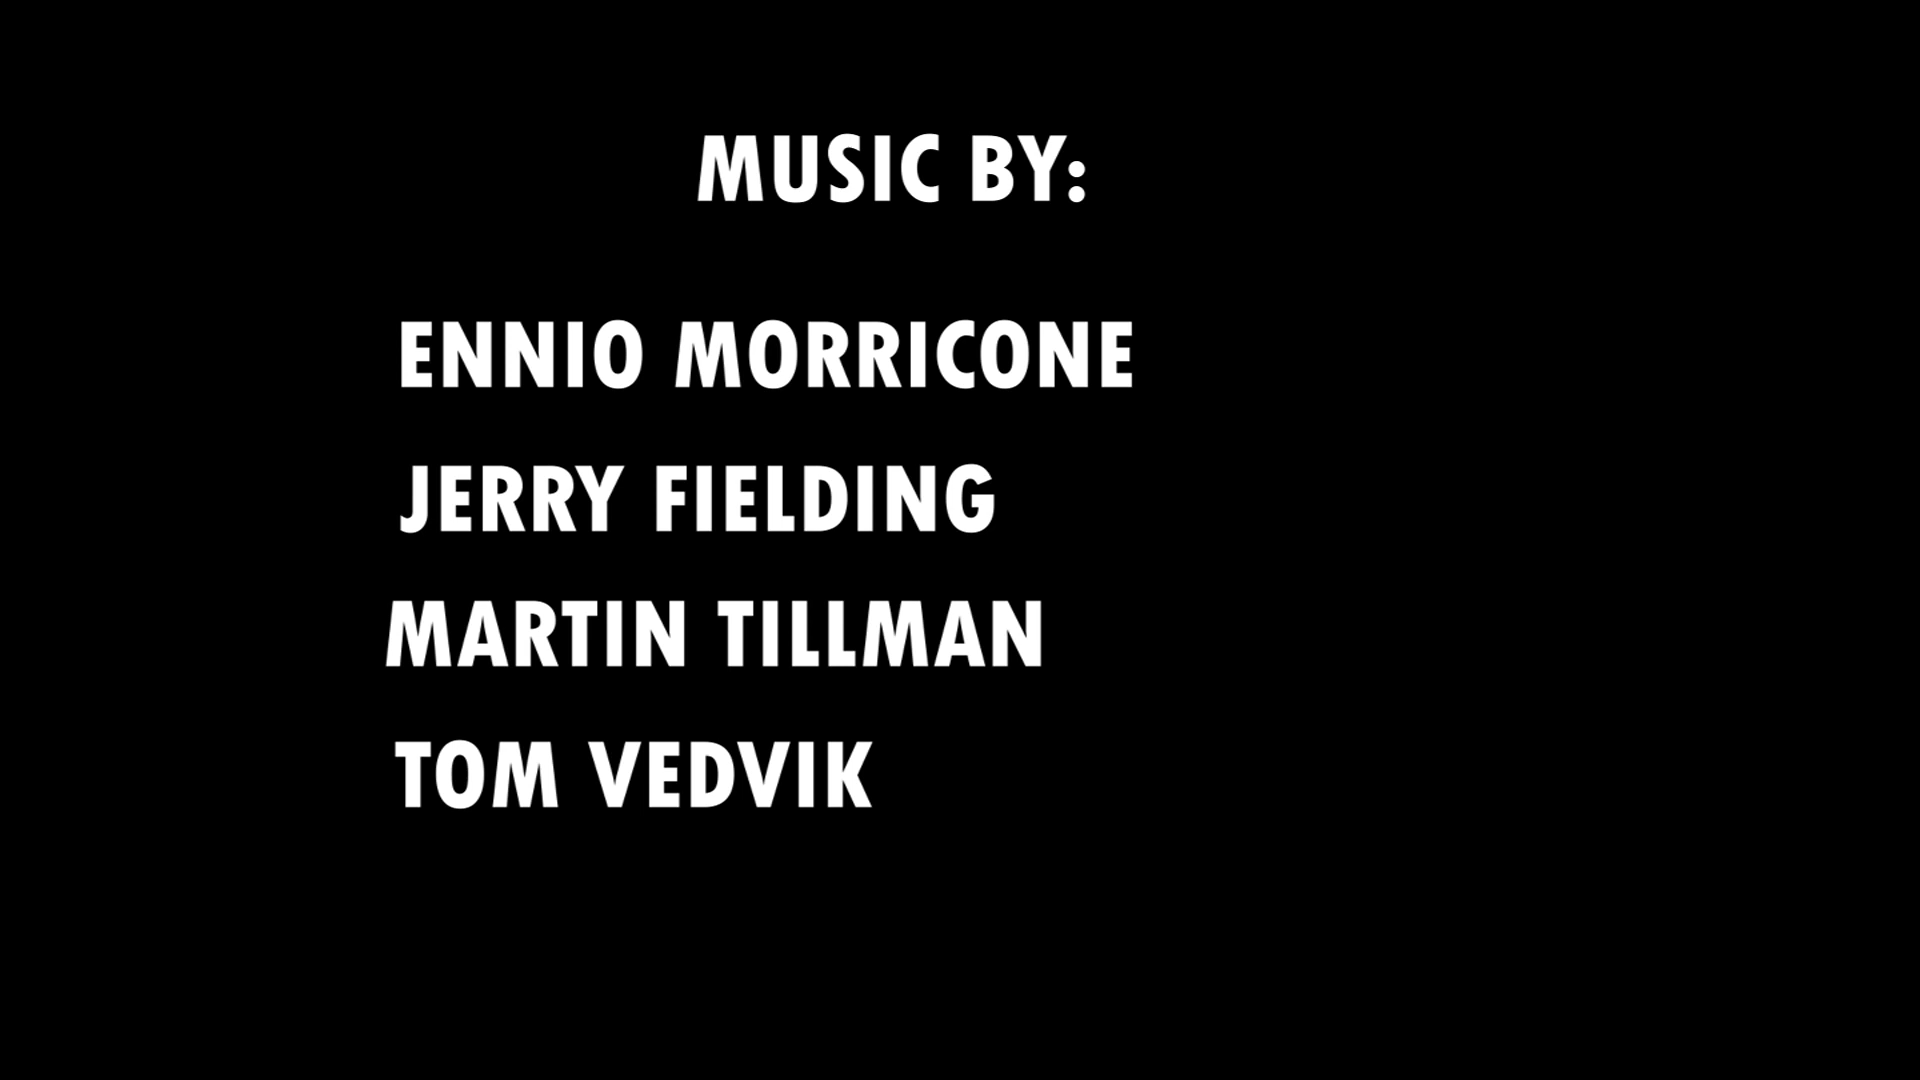 MUSIC BY:
ENNIO MORRICONE
JERRY FIELDING
MARTIN TILLMAN
TOM VEDVIK